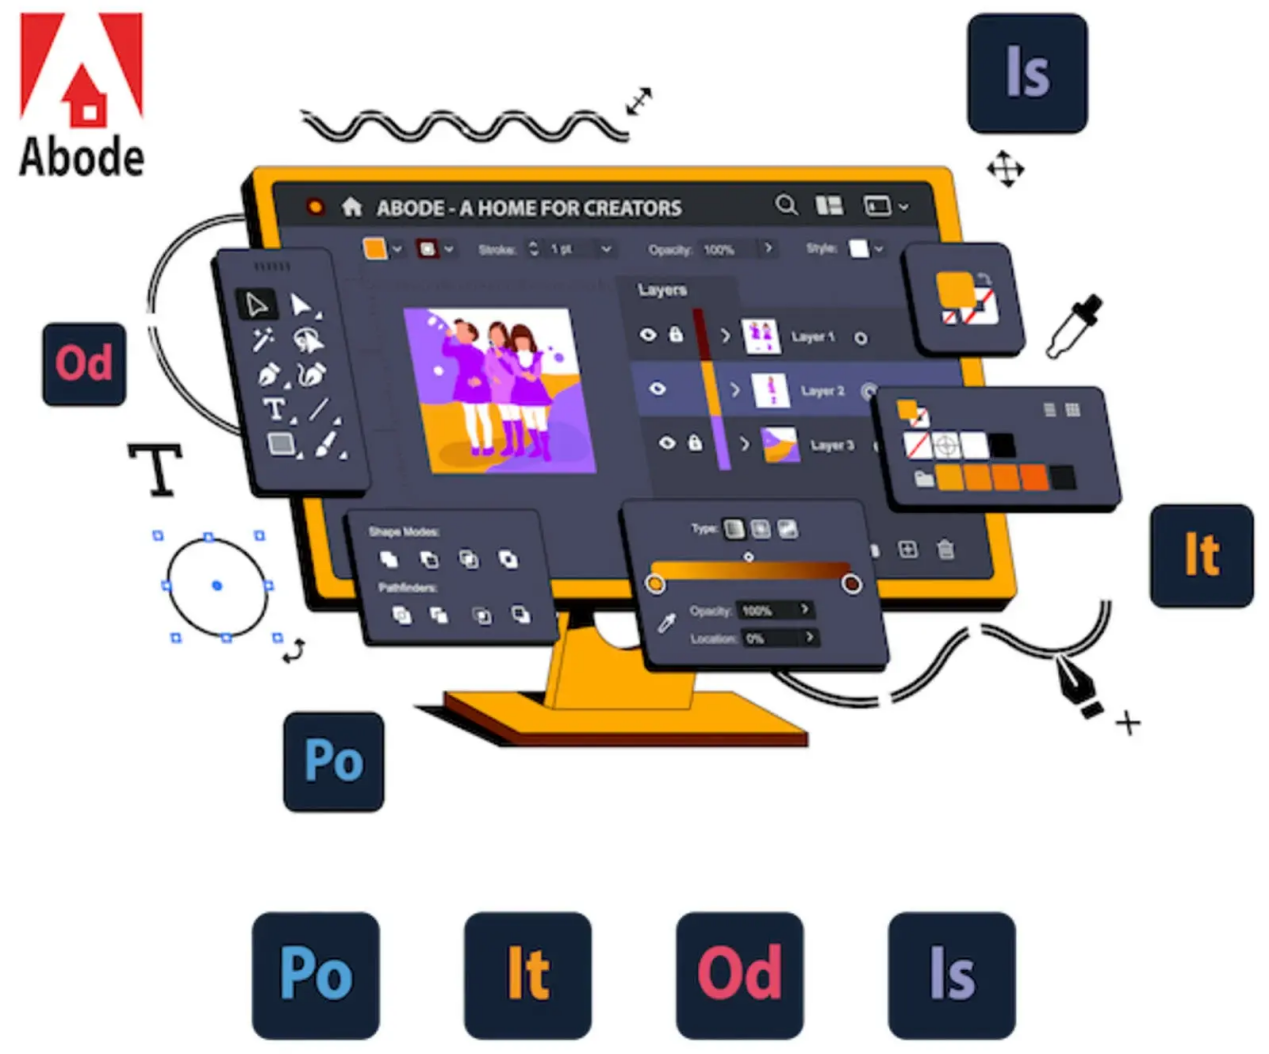 Abode
Is
ABODE - A HOME FOR CREATORS
Stroke: 1 pt Opacity: 100% Style:
Layers
Layer 1
Layer 2
Layer 3
Od
T
T
It
Shape Modes:
Pathfinders:
Type:
Opacity: 100%
Location: 0%
Po
Po It Od Is